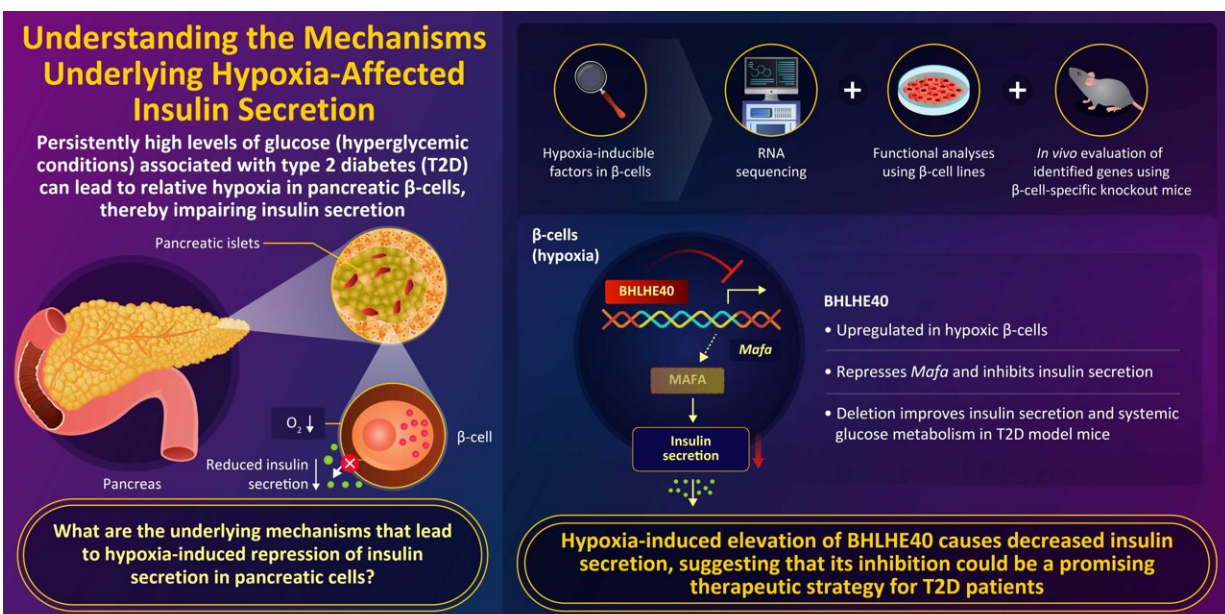 Understanding the Mechanisms
Underlying Hypoxia-Affected
Insulin Secretion
Persistently high levels of glucose (hyperglycemic
conditions) associated with type 2 diabetes (T2D)
can lead to relative hypoxia in pancreatic β-cells,
thereby impairing insulin secretion
Pancreatic islets
O₂ ↓
β-cell
Reduced insulin
secretion
Pancreas
What are the underlying mechanisms that lead
to hypoxia-induced repression of insulin
secretion in pancreatic cells?
Hypoxia-inducible
factors in β-cells
RNA
sequencing
+
Functional analyses
using β-cell lines
+
In vivo evaluation of
identified genes using
β-cell-specific knockout mice
β-cells
(hypoxia)
BHLHE40
Mafa
MAFA
Insulin
secretion
BHLHE40
• Upregulated in hypoxic β-cells
• Represses Mafa and inhibits insulin secretion
• Deletion improves insulin secretion and systemic
glucose metabolism in T2D model mice
Hypoxia-induced elevation of BHLHE40 causes decreased insulin
secretion, suggesting that its inhibition could be a promising
therapeutic strategy for T2D patients